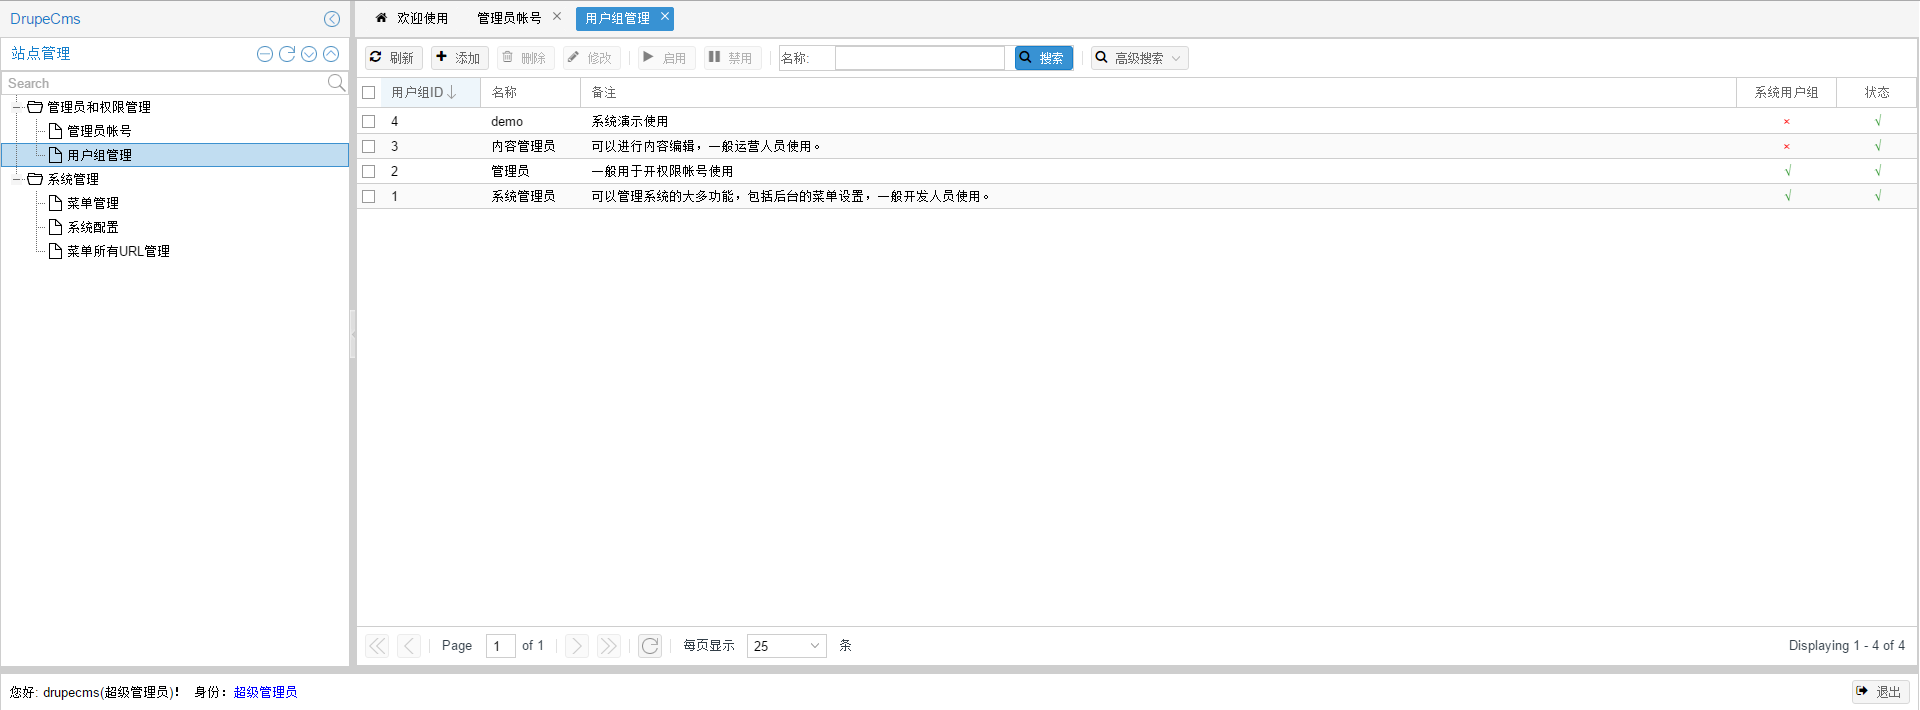 DrupeCms
欢迎使用 管理员帐号 × 用户组管理 ×
站点管理
Search
管理员和权限管理
管理员帐号
用户组管理
系统管理
菜单管理
系统配置
菜单所有URL管理
刷新 添加 删除 修改 启用 禁用 名称: 搜索 高级搜索
用户组ID 名称 备注 系统用户组 状态
4 demo 系统演示使用 × √
3 内容管理员 可以进行内容编辑，一般运营人员使用。 × √
2 管理员 一般用于开权限帐号使用 √ √
1 系统管理员 可以管理系统的大多功能，包括后台的菜单设置，一般开发人员使用。 √ √
Page 1 of 1 每页显示 25 条 Displaying 1 - 4 of 4
您好: drupecms(超级管理员)！ 身份：超级管理员 退出